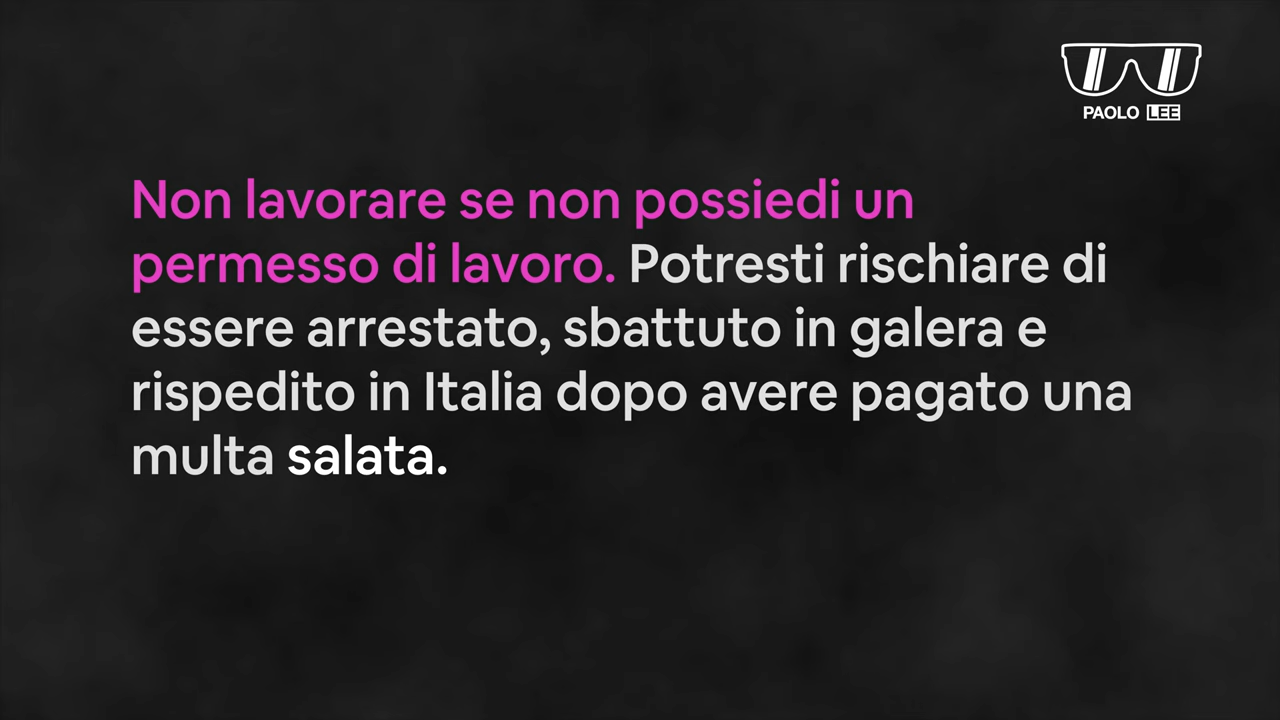 PAOLO LEE
Non lavorare se non possiedi un
permesso di lavoro. Potresti rischiare di
essere arrestato, sbattuto in galera e
rispedito in Italia dopo avere pagato una
multa salata.